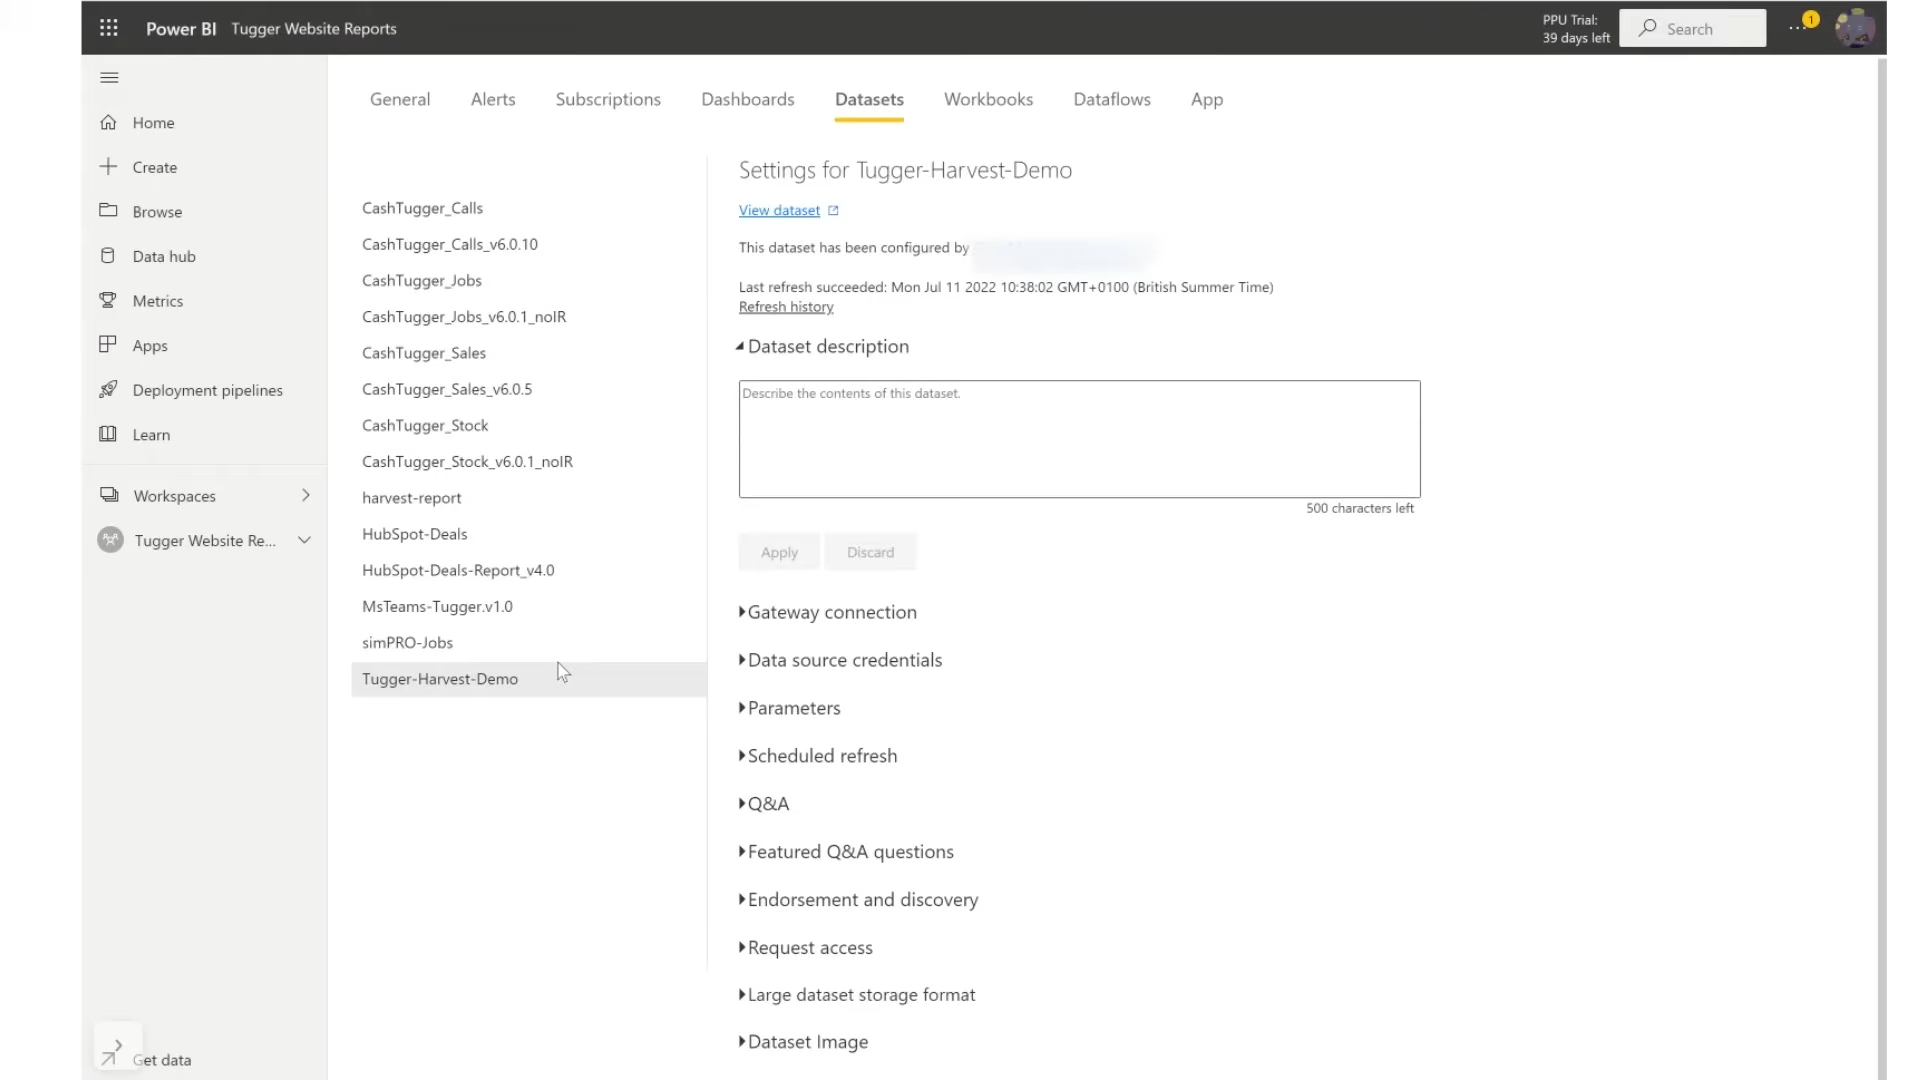 Power BI Tugger Website Reports
PPU Trial:
39 days left
Search
1
Home
Create
Browse
Data hub
Metrics
Apps
Deployment pipelines
Learn
Workspaces
Tugger Website Re...
Get data
General Alerts Subscriptions Dashboards Datasets Workbooks Dataflows App
CashTugger_Calls
CashTugger_Calls_v6.0.10
CashTugger_Jobs
CashTugger_Jobs_v6.0.1_noIR
CashTugger_Sales
CashTugger_Sales_v6.0.5
CashTugger_Stock
CashTugger_Stock_v6.0.1_noIR
harvest-report
HubSpot-Deals
HubSpot-Deals-Report_v4.0
MsTeams-Tugger.v1.0
simPRO-Jobs
Tugger-Harvest-Demo
Settings for Tugger-Harvest-Demo
View dataset
This dataset has been configured by
Last refresh succeeded: Mon Jul 11 2022 10:38:02 GMT+0100 (British Summer Time)
Refresh history
Dataset description
Describe the contents of this dataset.
500 characters left
Apply Discard
Gateway connection
Data source credentials
Parameters
Scheduled refresh
Q&A
Featured Q&A questions
Endorsement and discovery
Request access
Large dataset storage format
Dataset Image